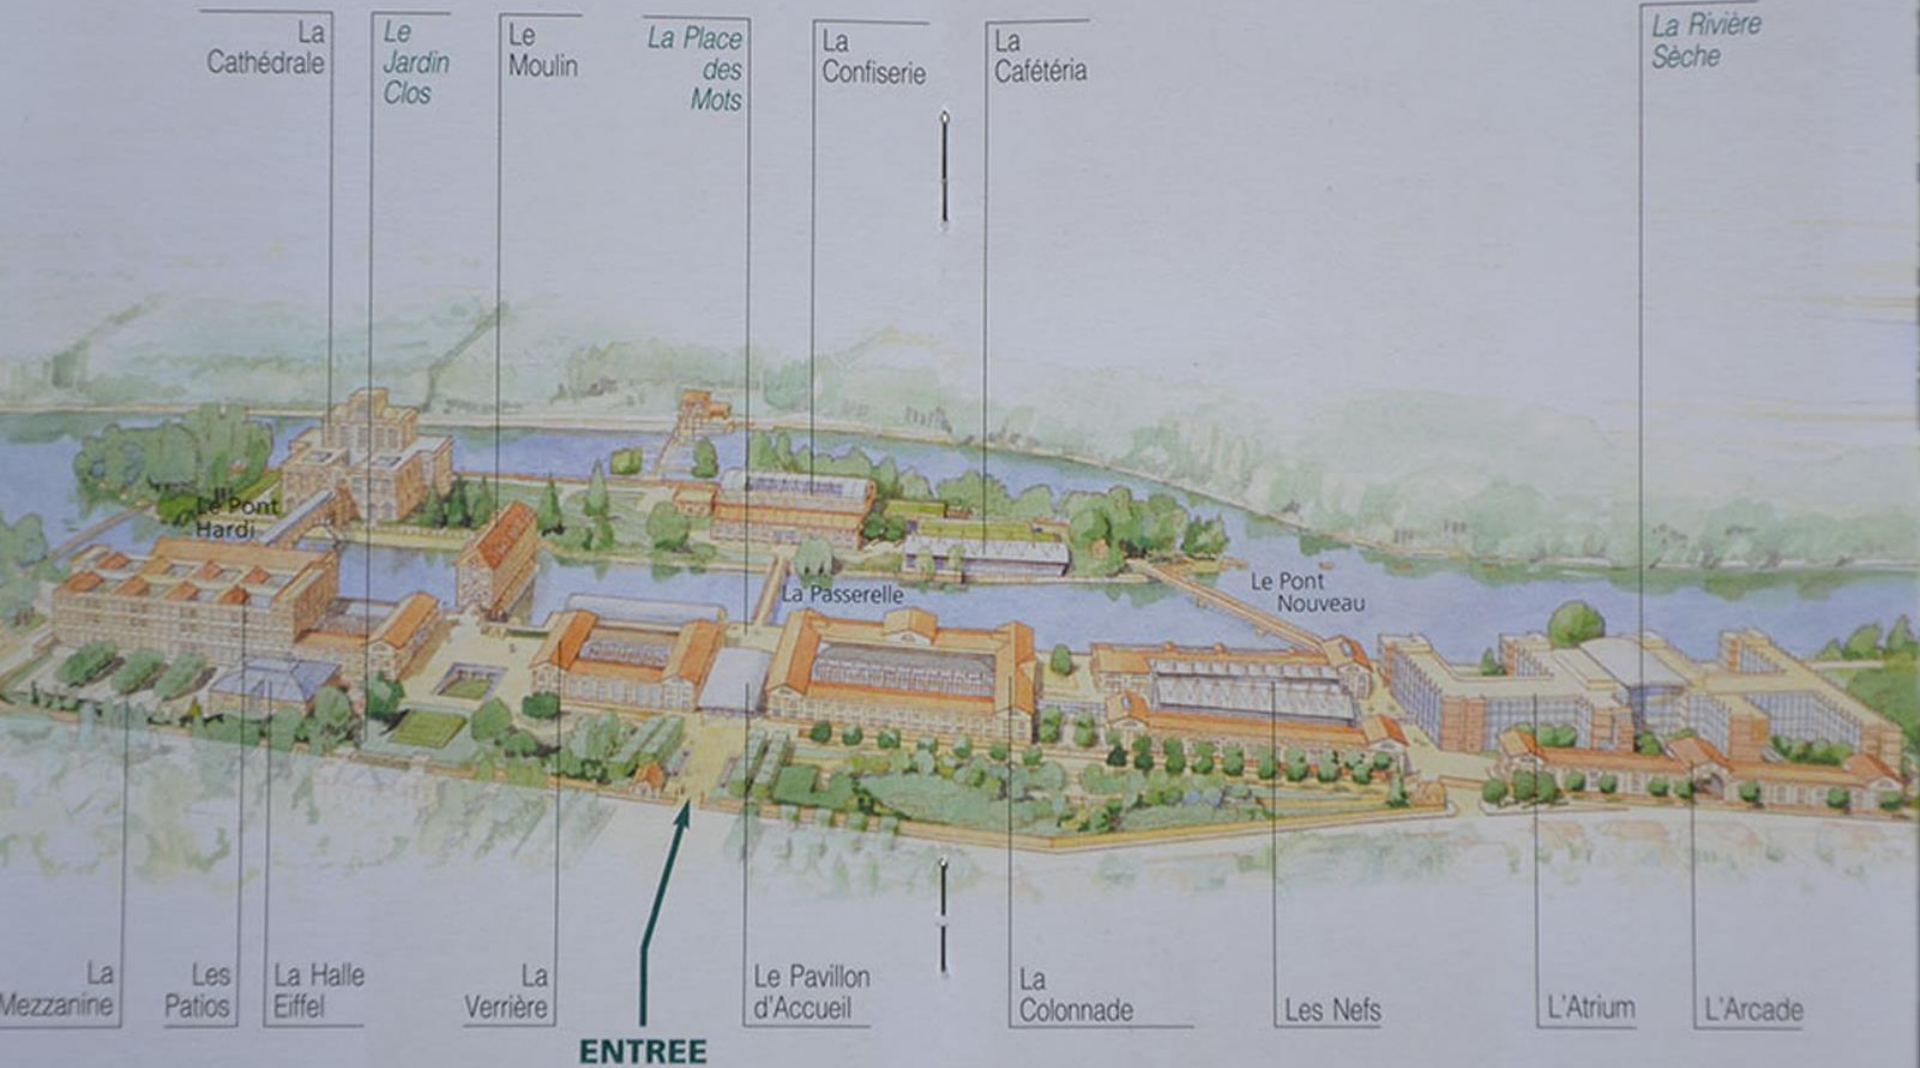 La
Cathédrale
Le
Jardin
Clos
Le
Moulin
La Place
des
Mots
La
Confiserie
La
Cafétéria
La Rivière
Sèche
Le Pont
Hardi
La Passerelle
Le Pont
Nouveau
La
Mezzanine
Les
Patios
La Halle
Eiffel
La
Verrière
ENTREE
Le Pavillon
d'Accueil
La
Colonnade
Les Nefs
L'Atrium
L'Arcade